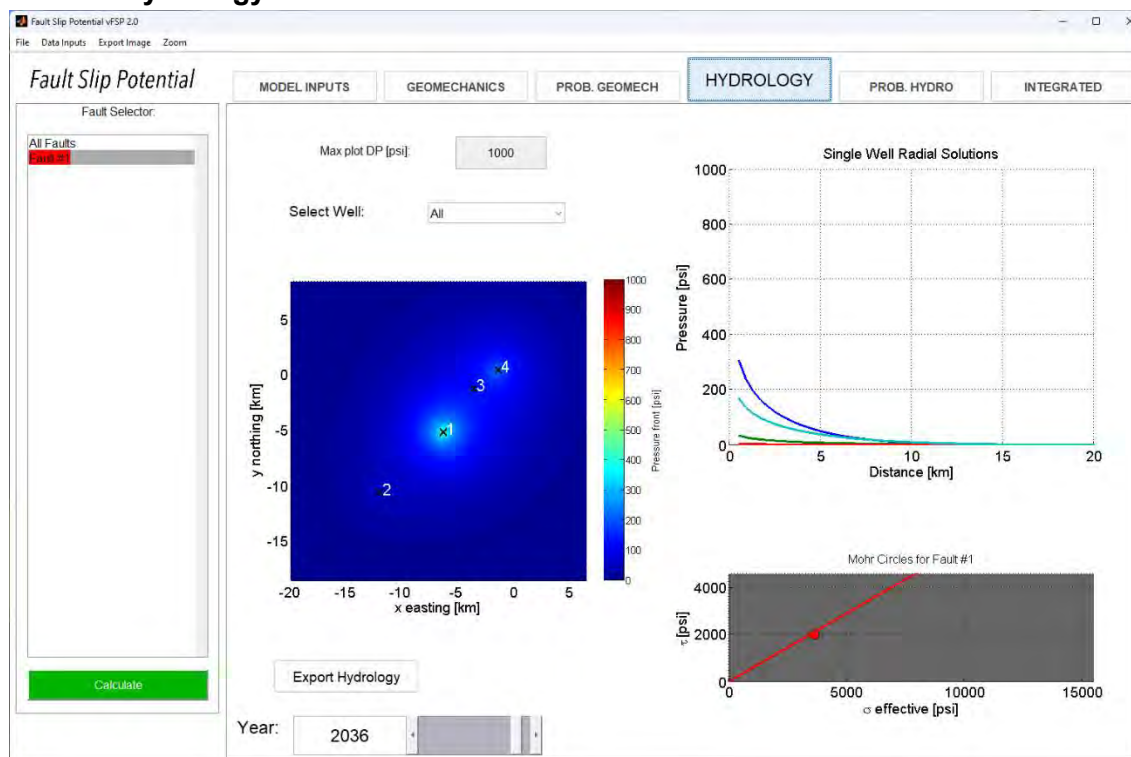 Fault Slip Potential vFSP 2.0
File Data Inputs Export Image Zoom
Fault Slip Potential
MODEL INPUTS GEOMECHANICS PROB. GEOMECH HYDROLOGY PROB. HYDRO INTEGRATED
Fault Selector:
All Faults
Fault #1
Calculate
Max plot DP [psi]: 1000
Select Well: All
5
0
-5
-10
-15
y northing [km]
-20 -15 -10 -5 0 5
x easting [km]
1
2
3
4
1000
900
800
700
600
500
400
300
200
100
0
Pressure front [psi]
Export Hydrology
Year: 2036
Single Well Radial Solutions
1000
800
600
400
200
0
Pressure [psi]
0 5 10 15 20
Distance [km]
Mohr Circles for Fault #1
4000
2000
0
τ [psi]
0 5000 10000 15000
σ effective [psi]